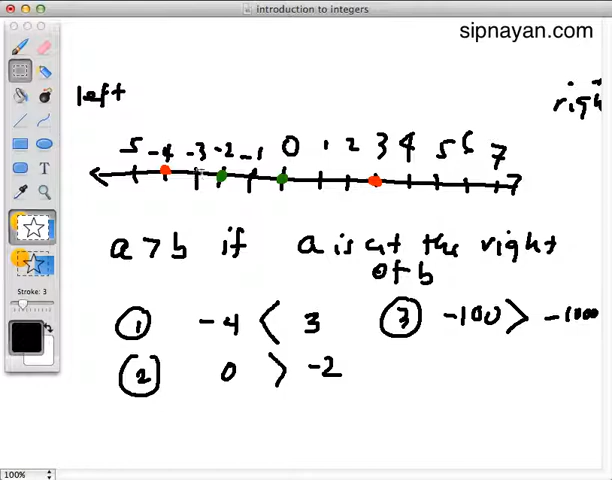 introduction to integers
sipnayan.com
left
righ
5 -4 -3 -2 -1 0 1 2 3 4 5 6 7
a > b if a is at the right
of b
1 -4 < 3
3 -100 > -1000
2 0 > -2
Stroke: 3
T
100%